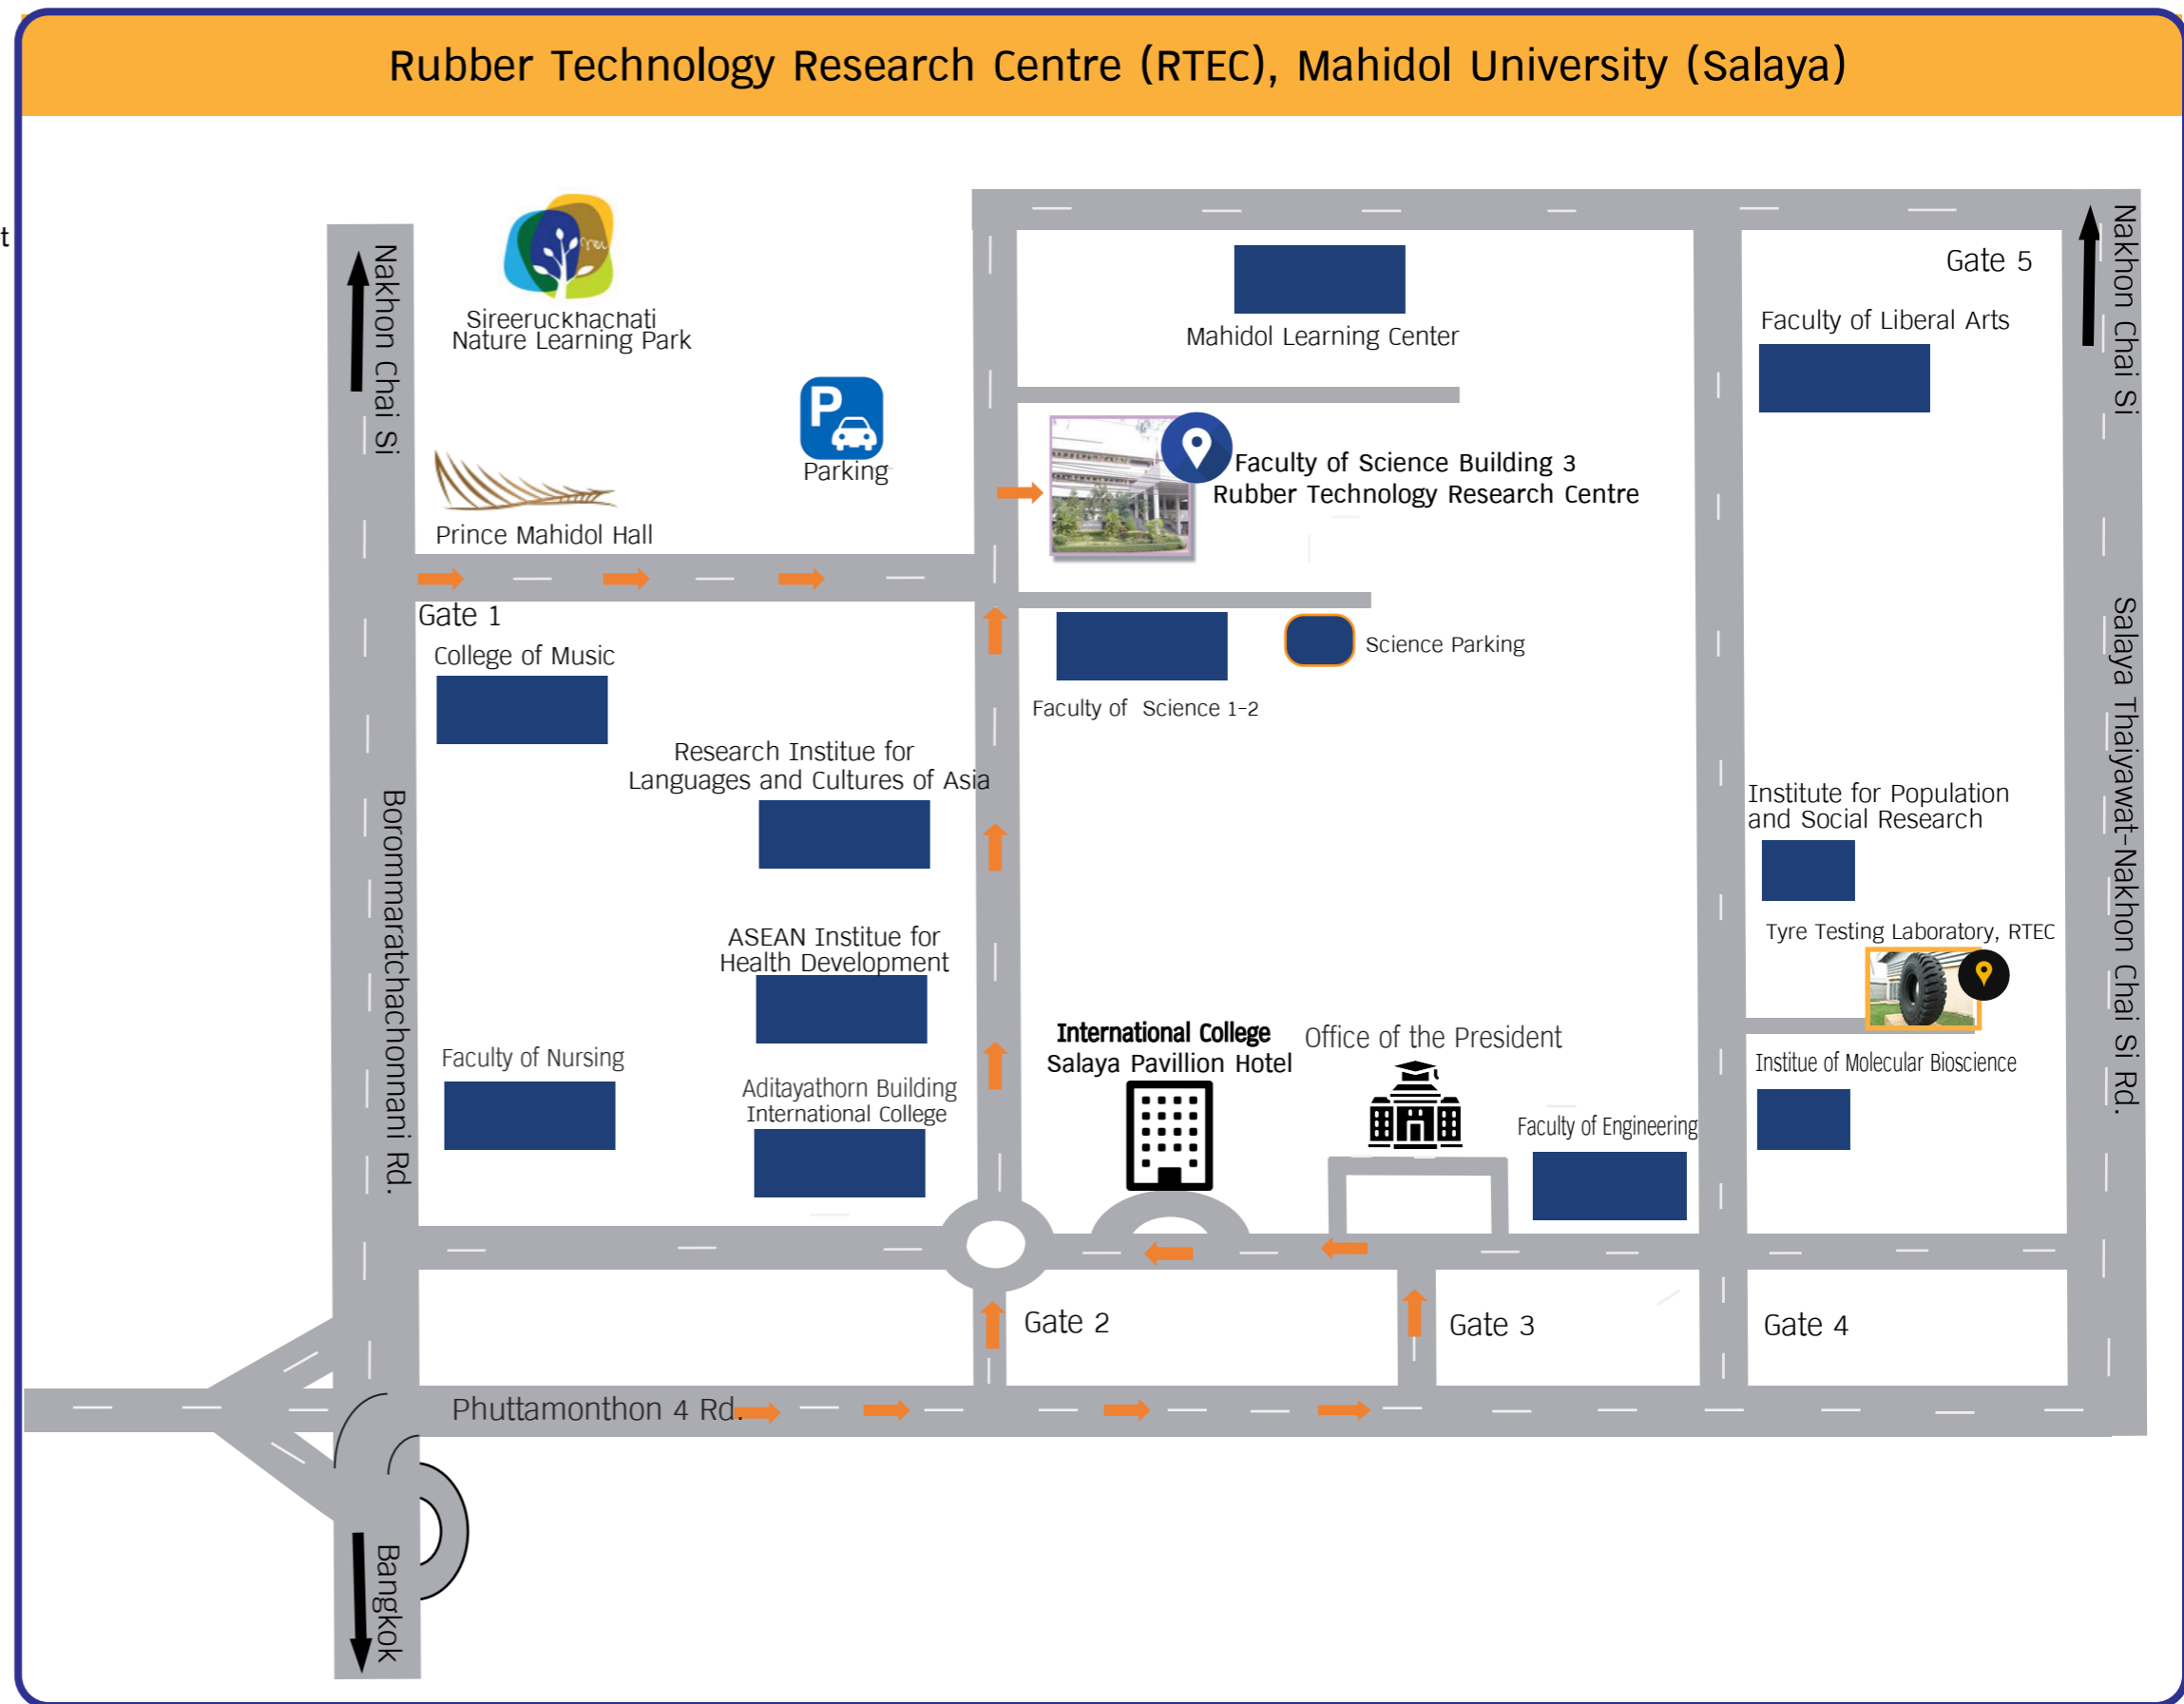 Rubber Technology Research Centre (RTEC), Mahidol University (Salaya)
t
Nakhon Chai Si
Sireeruckhachati
Nature Learning Park
P
Parking
Prince Mahidol Hall
Gate 1
College of Music
Research Institue for
Languages and Cultures of Asia
Borommaratchachonnani Rd.
ASEAN Institue for
Health Development
Faculty of Nursing
Aditayathorn Building
International College
Mahidol Learning Center
Faculty of Science Building 3
Rubber Technology Research Centre
Faculty of Science 1-2
Science Parking
International College
Salaya Pavillion Hotel
Office of the President
Faculty of Engineering
Gate 5
Nakhon Chai Si
Faculty of Liberal Arts
Salaya Thaiyawat-Nakhon Chai Si Rd.
Institute for Population
and Social Research
Tyre Testing Laboratory, RTEC
Institue of Molecular Bioscience
Gate 2
Gate 3
Gate 4
Phuttamonthon 4 Rd.
Bangkok